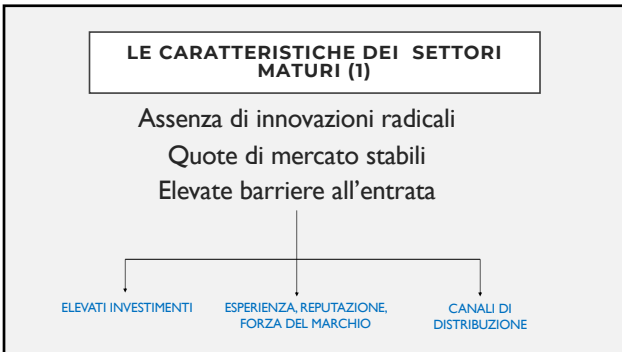 LE CARATTERISTICHE DEI SETTORI
MATURI (1)
Assenza di innovazioni radicali
Quote di mercato stabili
Elevate barriere all'entrata
ELEVATI INVESTIMENTI
ESPERIENZA, REPUTAZIONE,
FORZA DEL MARCHIO
CANALI DI
DISTRIBUZIONE